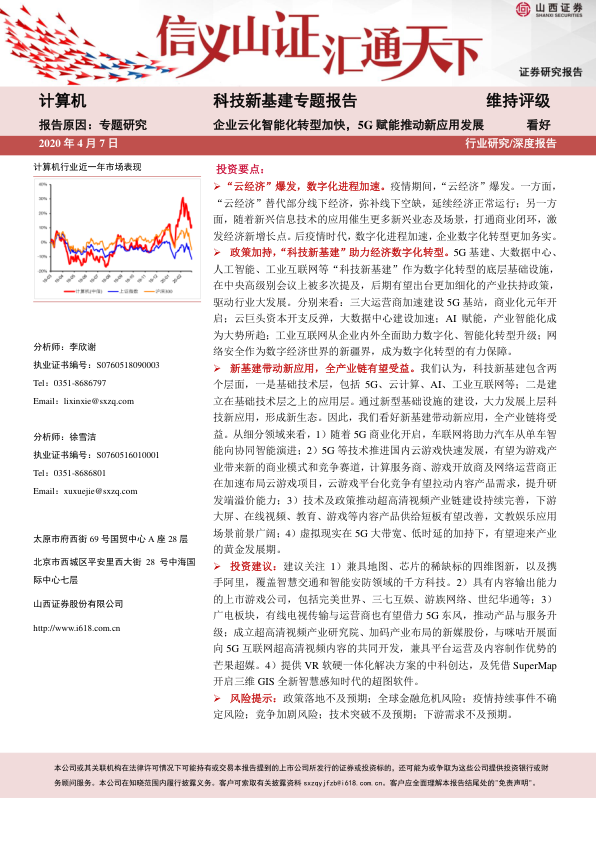 信义山证 汇通天下
山西证券
SHANXI SECURITIES
证券研究报告
计算机
科技新基建专题报告
维持评级
报告原因：专题研究
企业云化智能化转型加快，5G 赋能推动新应用发展
看好
2020 年 4 月 7 日
行业研究/深度报告
计算机行业近一年市场表现
40%
30%
20%
10%
0%
-10%
-20%
计算机(申万)
上证指数
沪深300
分析师：李欣谢
执业证书编号：S0760518090003
Tel：0351-8686797
Email：lixinxie@sxzq.com
分析师：徐雪洁
执业证书编号：S0760516010001
Tel：0351-8686801
Email：xuxuejie@sxzq.com
太原市府西街 69 号国贸中心 A 座 28 层
北京市西城区平安里西大街 28 号中海国
际中心七层
山西证券股份有限公司
http://www.i618.com.cn
投资要点：
➢ “云经济”爆发，数字化进程加速。疫情期间，“云经济”爆发。一方面，
“云经济”替代部分线下经济，弥补线下空缺，延续经济正常运行；另一方
面，随着新兴信息技术的应用催生更多新兴业态及场景，打通商业闭环，激
发经济新增长点。后疫情时代，数字化进程加速，企业数字化转型更加务实。
➢ 政策加持，“科技新基建”助力经济数字化转型。5G 基建、大数据中心、
人工智能、工业互联网等“科技新基建”作为数字化转型的底层基础设施，
在中央高级别会议上被多次提及，后期有望出台更加细化的产业扶持政策，
驱动行业大发展。分别来看：三大运营商加速建设 5G 基站，商业化元年开
启；云巨头资本开支反弹，大数据中心建设加速；AI 赋能，产业智能化成
为大势所趋；工业互联网从企业内外全面助力数字化、智能化转型升级；网
络安全作为数字经济世界的新疆界，成为数字化转型的有力保障。
➢ 新基建带动新应用，全产业链有望受益。我们认为，科技新基建包含两
个层面，一是基础技术层，包括 5G、云计算、AI、工业互联网等；二是建
立在基础技术层之上的应用层。通过新型基础设施的建设，大力发展上层科
技新应用，形成新生态。因此，我们看好新基建带动新应用，全产业链将受
益。从细分领域来看，1）随着 5G 商业化开启，车联网将助力汽车从单车智
能向协同智能演进；2）5G 等技术推进国内云游戏快速发展，有望为游戏产
业带来新的商业模式和竞争赛道，计算服务商、游戏开放商及网络运营商正
在加速布局云游戏项目，云游戏平台化竞争有望拉动内容产品需求，提升研
发端溢价能力；3）技术及政策推动超高清视频产业链建设持续完善，下游
大屏、在线视频、教育、游戏等内容产品供给短板有望改善，文教娱乐应用
场景前景广阔；4）虚拟现实在 5G 大带宽、低时延的加持下，有望迎来产业
的黄金发展期。
➢ 投资建议：建议关注 1）兼具地图、芯片的稀缺标的四维图新，以及携
手阿里，覆盖智慧交通和智能安防领域的千方科技。2）具有内容输出能力
的上市游戏公司，包括完美世界、三七互娱、游族网络、世纪华通等；3）
广电板块，有线电视传输与运营商也有望借力 5G 东风，推动产品与服务升
级；成立超高清视频产业研究院、加码产业布局的新媒股份，与咪咕开展面
向 5G 互联网超高清视频内容的共同开发，兼具平台运营及内容制作优势的
芒果超媒。4）提供 VR 软硬一体化解决方案的中科创达，及凭借 SuperMap
开启三维 GIS 全新智慧感知时代的超图软件。
➢ 风险提示：政策落地不及预期；全球金融危机风险；疫情持续事件不确
定风险；竞争加剧风险；技术突破不及预期；下游需求不及预期。
本公司或其关联机构在法律许可情况下可能持有或交易本报告提到的上市公司所发行的证券或投资标的，还可能为或争取为这些公司提供投资银行或财
务顾问服务。本公司在知晓范围内履行披露义务。客户可索取有关披露资料 sxzqyjfzb@i618.com.cn。客户应全面理解本报告结尾处的“免责声明”。